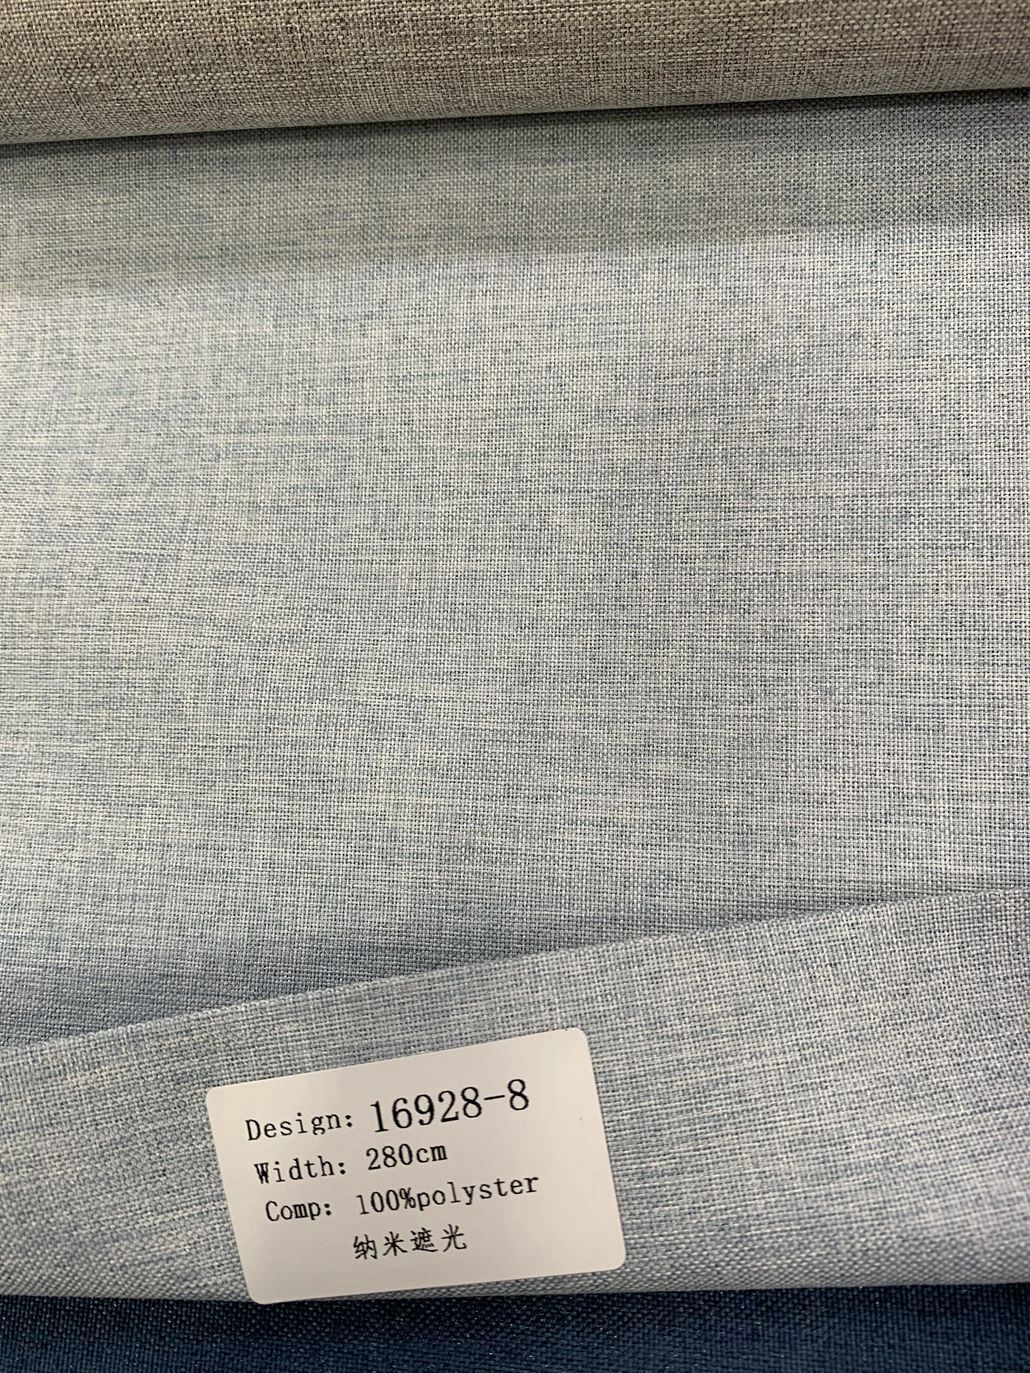 Design: 16928-8
Width: 280cm
Comp: 100%polyster
纳米遮光